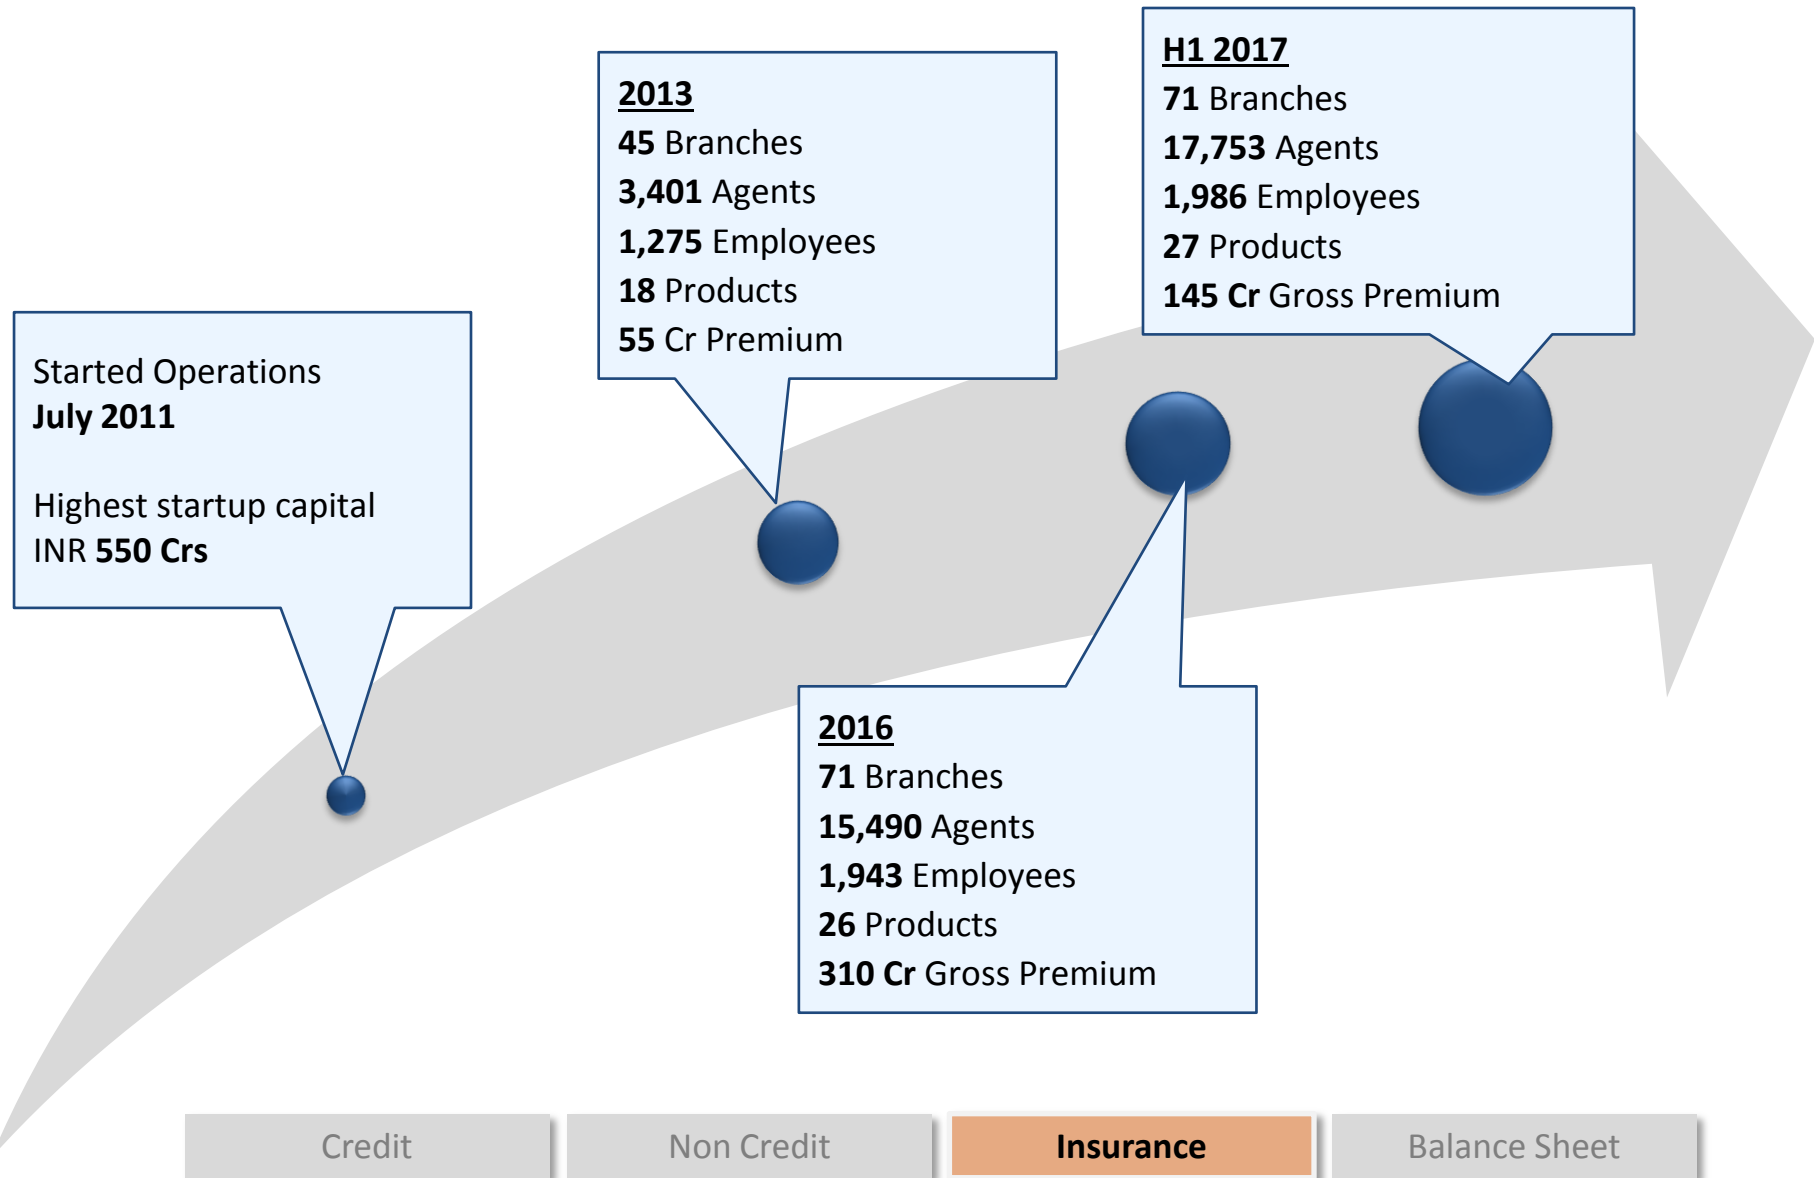 Started Operations
July 2011
Highest startup capital
INR 550 Crs
2013
45 Branches
3,401 Agents
1,275 Employees
18 Products
55 Cr Premium
2016
71 Branches
15,490 Agents
1,943 Employees
26 Products
310 Cr Gross Premium
H1 2017
71 Branches
17,753 Agents
1,986 Employees
27 Products
145 Cr Gross Premium
Credit
Non Credit
Insurance
Balance Sheet